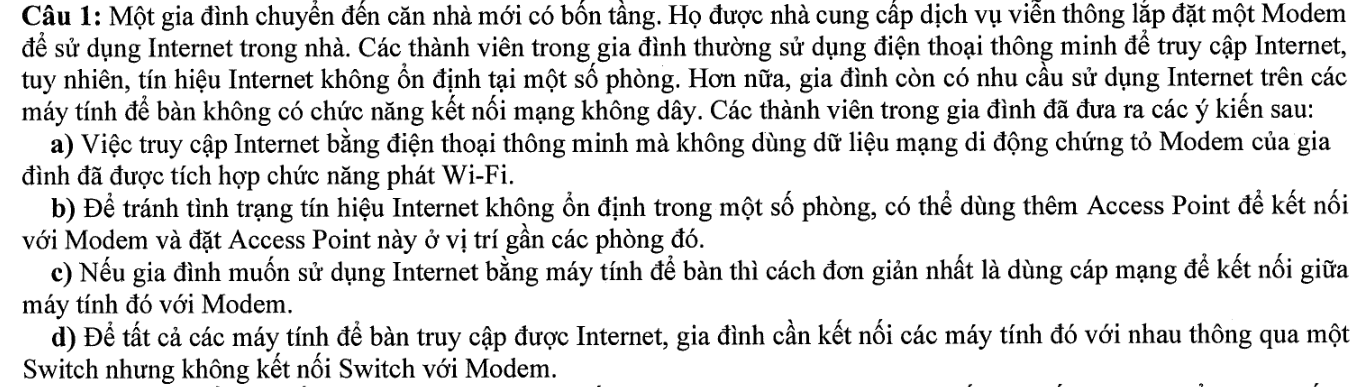 Câu 1: Một gia đình chuyển đến căn nhà mới có bốn tầng. Họ được nhà cung cấp dịch vụ viễn thông lắp đặt một Modem
để sử dụng Internet trong nhà. Các thành viên trong gia đình thường sử dụng điện thoại thông minh để truy cập Internet,
tuy nhiên, tín hiệu Internet không ổn định tại một số phòng. Hơn nữa, gia đình còn có nhu cầu sử dụng Internet trên các
máy tính để bàn không có chức năng kết nối mạng không dây. Các thành viên trong gia đình đã đưa ra các ý kiến sau:
a) Việc truy cập Internet bằng điện thoại thông minh mà không dùng dữ liệu mạng di động chứng tỏ Modem của gia
đình đã được tích hợp chức năng phát Wi-Fi.
b) Để tránh tình trạng tín hiệu Internet không ổn định trong một số phòng, có thể dùng thêm Access Point để kết nối
với Modem và đặt Access Point này ở vị trí gần các phòng đó.
c) Nếu gia đình muốn sử dụng Internet bằng máy tính để bàn thì cách đơn giản nhất là dùng cáp mạng để kết nối giữa
máy tính đó với Modem.
d) Để tất cả các máy tính để bàn truy cập được Internet, gia đình cần kết nối các máy tính đó với nhau thông qua một
Switch nhưng không kết nối Switch với Modem.